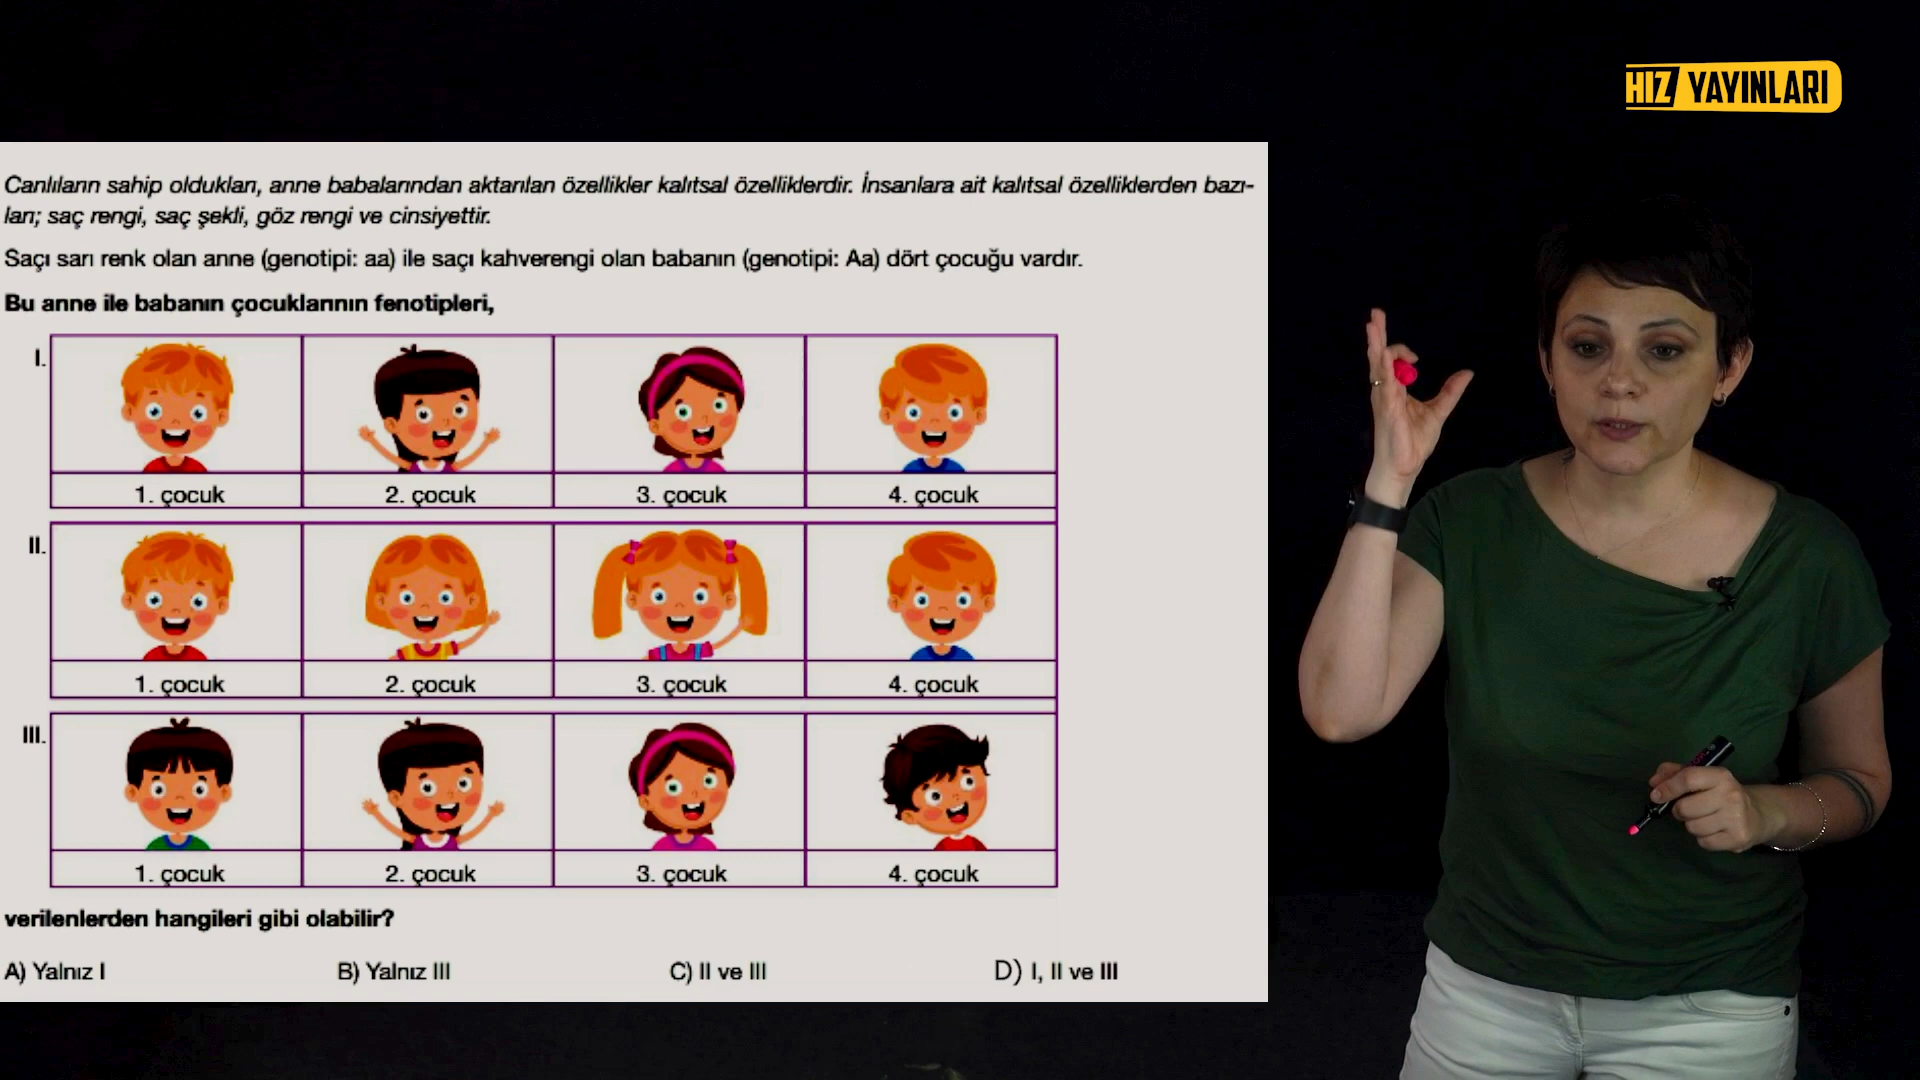 HIZ YAYINLARI
Canlıların sahip oldukları, anne babalarından aktarılan özellikler kalıtsal özelliklerdir. İnsanlara ait kalıtsal özelliklerden bazı-
ları; saç rengi, saç şekli, göz rengi ve cinsiyettir.
Saçı sarı renk olan anne (genotipi: aa) ile saçı kahverengi olan babanın (genotipi: Aa) dört çocuğu vardır.
Bu anne ile babanın çocuklarının fenotipleri,
I.
1. çocuk 2. çocuk 3. çocuk 4. çocuk
II.
1. çocuk 2. çocuk 3. çocuk 4. çocuk
III.
1. çocuk 2. çocuk 3. çocuk 4. çocuk
verilenlerden hangileri gibi olabilir?
A) Yalnız I B) Yalnız III C) II ve III D) I, II ve III